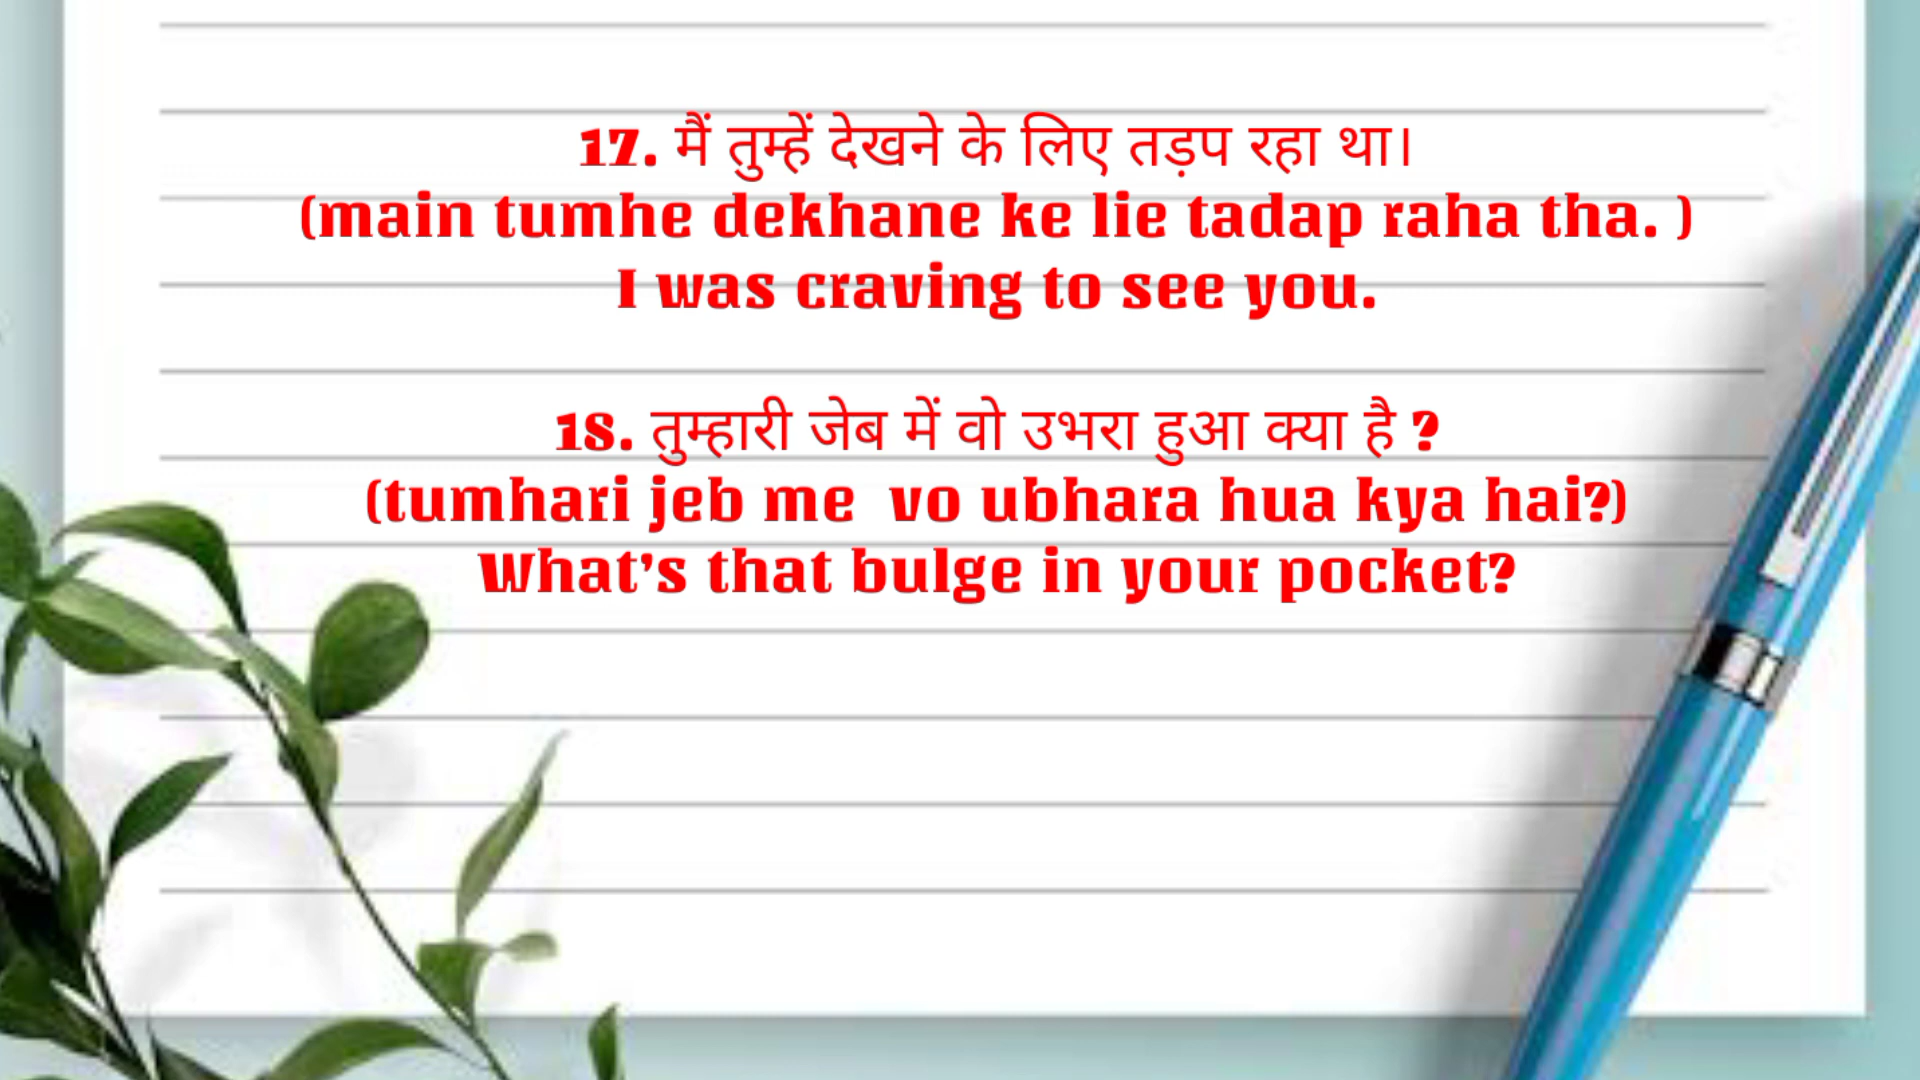 17. मैं तुम्हें देखने के लिए तड़प रहा था।
(main tumhe dekhane ke lie tadap raha tha. )
I was craving to see you.
18. तुम्हारी जेब में वो उभरा हुआ क्या है ?
(tumhari jeb me vo ubhara hua kya hai?)
What's that bulge in your pocket?